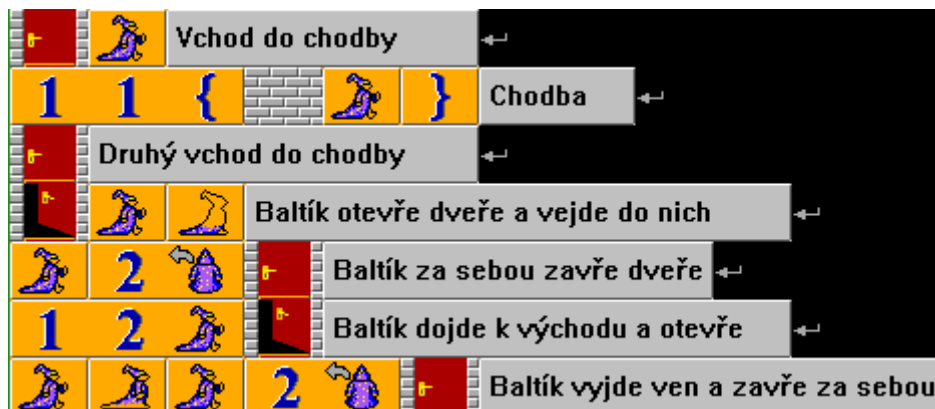 Vchod do chodby
1 1 { } Chodba
Druhý vchod do chodby
Baltík otevře dveře a vejde do nich
2 Baltík za sebou zavře dveře
1 2 Baltík dojde k východu a otevře
2 Baltík vyjde ven a zavře za sebou